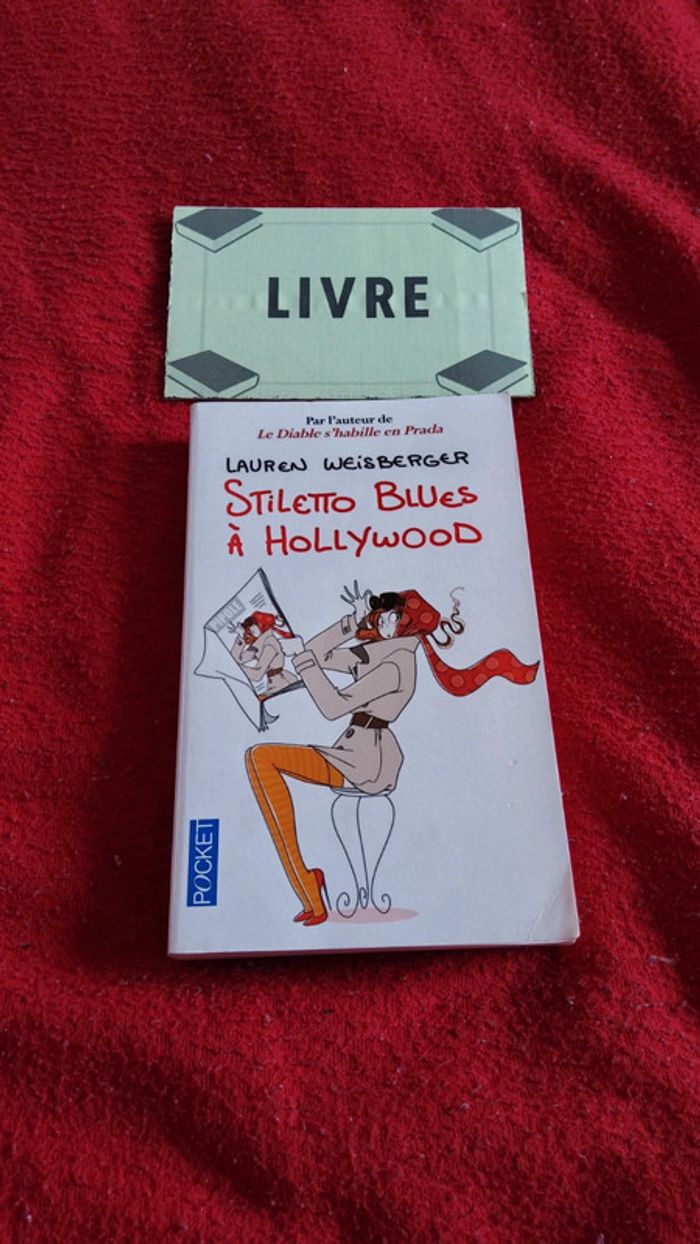 LIVRE
Par l'auteur de
Le Diable s'habille en Prada
LAUREN WEISBERGER
STILETTO BLUES
À HOLLYWOOD
POCKET